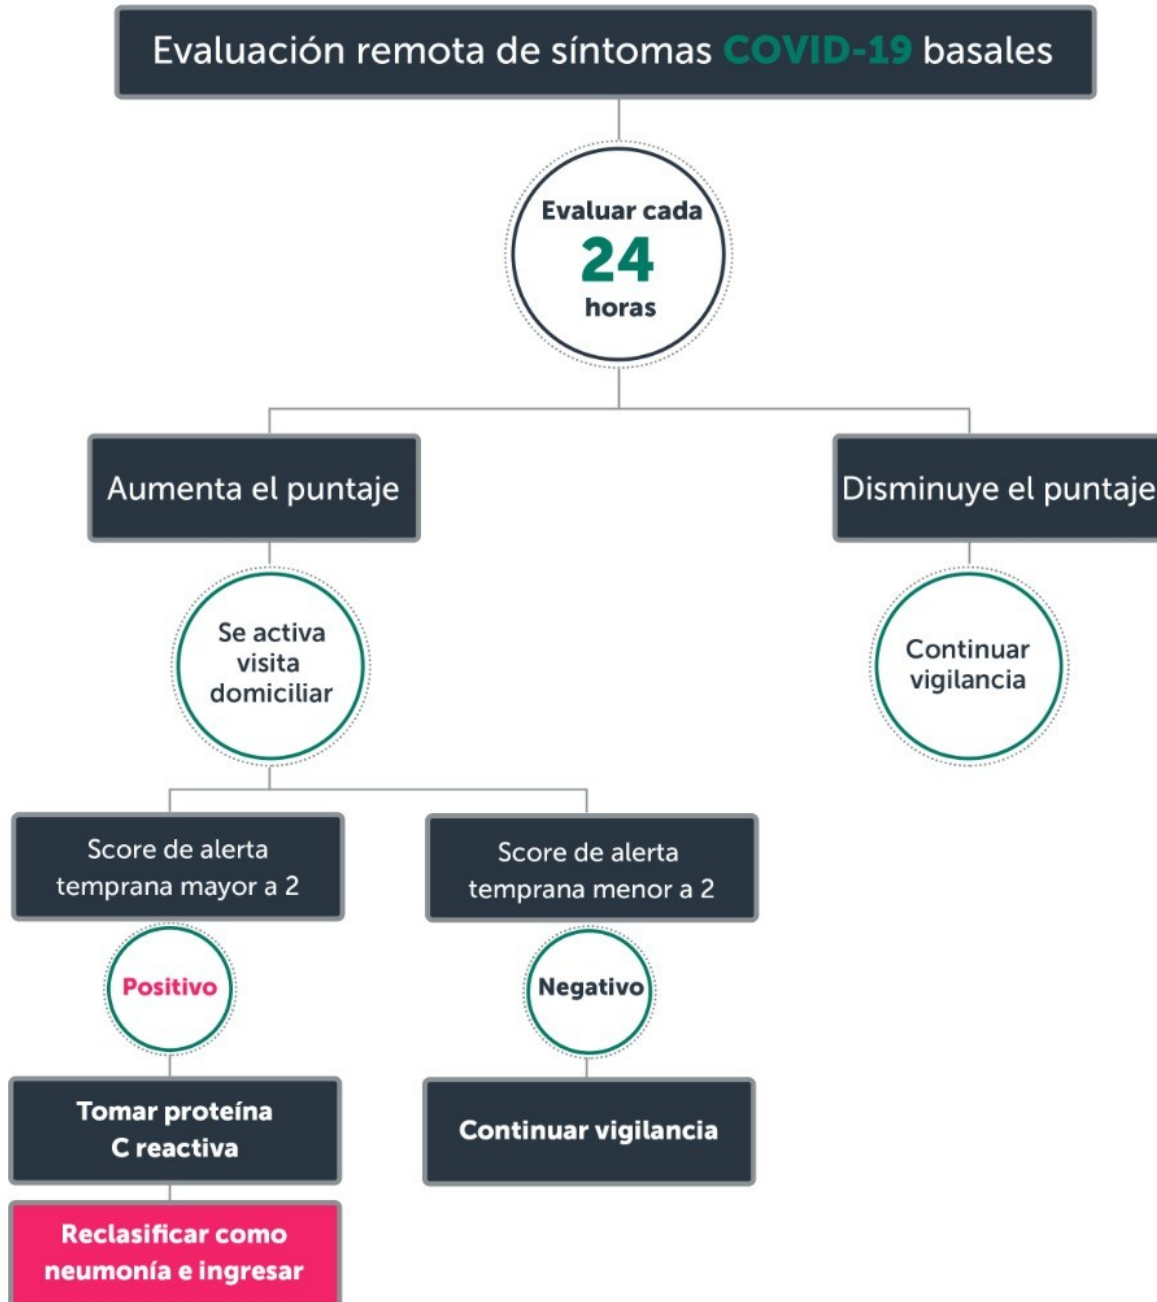 Evaluación remota de síntomas COVID-19 basales
Evaluar cada
24
horas
Aumenta el puntaje
Disminuye el puntaje
Se activa
visita
domiciliar
Continuar
vigilancia
Score de alerta
temprana mayor a 2
Score de alerta
temprana menor a 2
Positivo
Negativo
Tomar proteína
C reactiva
Continuar vigilancia
Reclasificar como
neumonía e ingresar